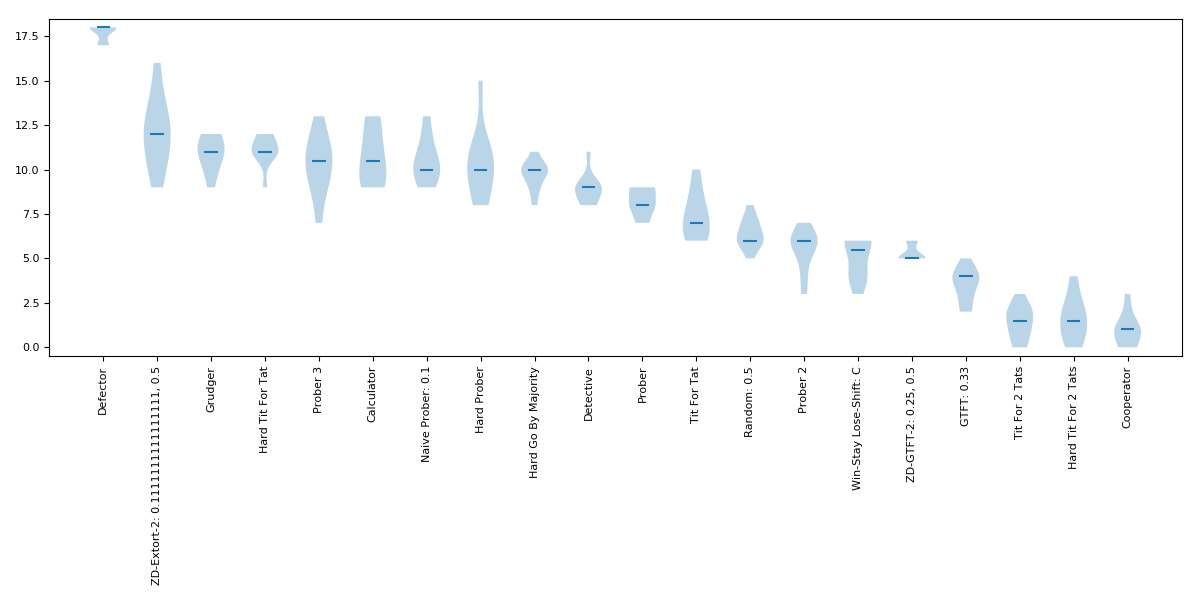 17.5
15.0
12.5
10.0
7.5
5.0
2.5
0.0
Defector
ZD-Extort-2: 0.1111111111111111, 0.5
Grudger
Hard Tit For Tat
Prober 3
Calculator
Naive Prober: 0.1
Hard Prober
Hard Go By Majority
Detective
Prober
Tit For Tat
Random: 0.5
Prober 2
Win-Stay Lose-Shift: C
ZD-GTFT-2: 0.25, 0.5
GTFT: 0.33
Tit For 2 Tats
Hard Tit For 2 Tats
Cooperator